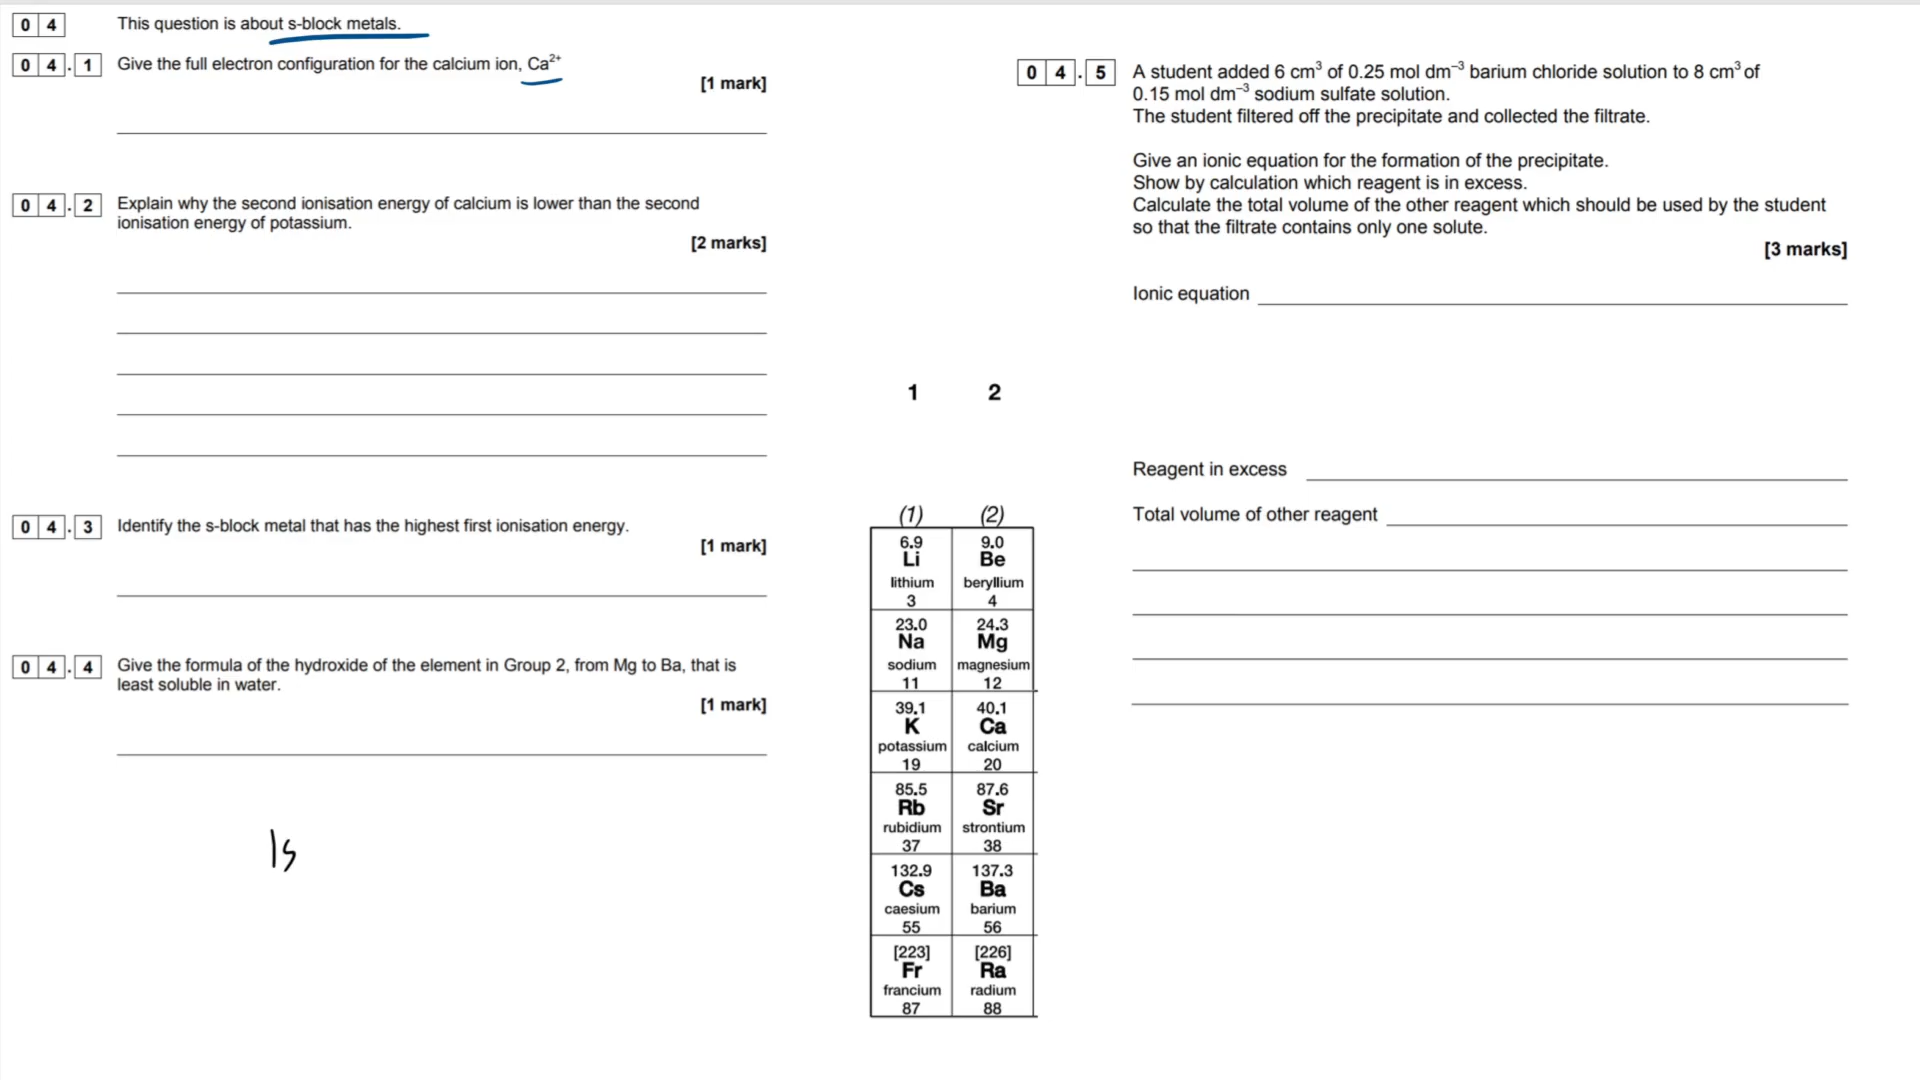 0 4 This question is about s-block metals.
0 4 . 1 Give the full electron configuration for the calcium ion, Ca²⁺
[1 mark]
0 4 . 2 Explain why the second ionisation energy of calcium is lower than the second
ionisation energy of potassium.
[2 marks]
0 4 . 3 Identify the s-block metal that has the highest first ionisation energy.
[1 mark]
0 4 . 4 Give the formula of the hydroxide of the element in Group 2, from Mg to Ba, that is
least soluble in water.
[1 mark]
1s
1 2
(1) (2)
6.9 9.0
Li Be
lithium beryllium
3 4
23.0 24.3
Na Mg
sodium magnesium
11 12
39.1 40.1
K Ca
potassium calcium
19 20
85.5 87.6
Rb Sr
rubidium strontium
37 38
132.9 137.3
Cs Ba
caesium barium
55 56
[223] [226]
Fr Ra
francium radium
87 88
0 4 . 5 A student added 6 cm³ of 0.25 mol dm⁻³ barium chloride solution to 8 cm³ of
0.15 mol dm⁻³ sodium sulfate solution.
The student filtered off the precipitate and collected the filtrate.
Give an ionic equation for the formation of the precipitate.
Show by calculation which reagent is in excess.
Calculate the total volume of the other reagent which should be used by the student
so that the filtrate contains only one solute.
[3 marks]
Ionic equation
Reagent in excess
Total volume of other reagent